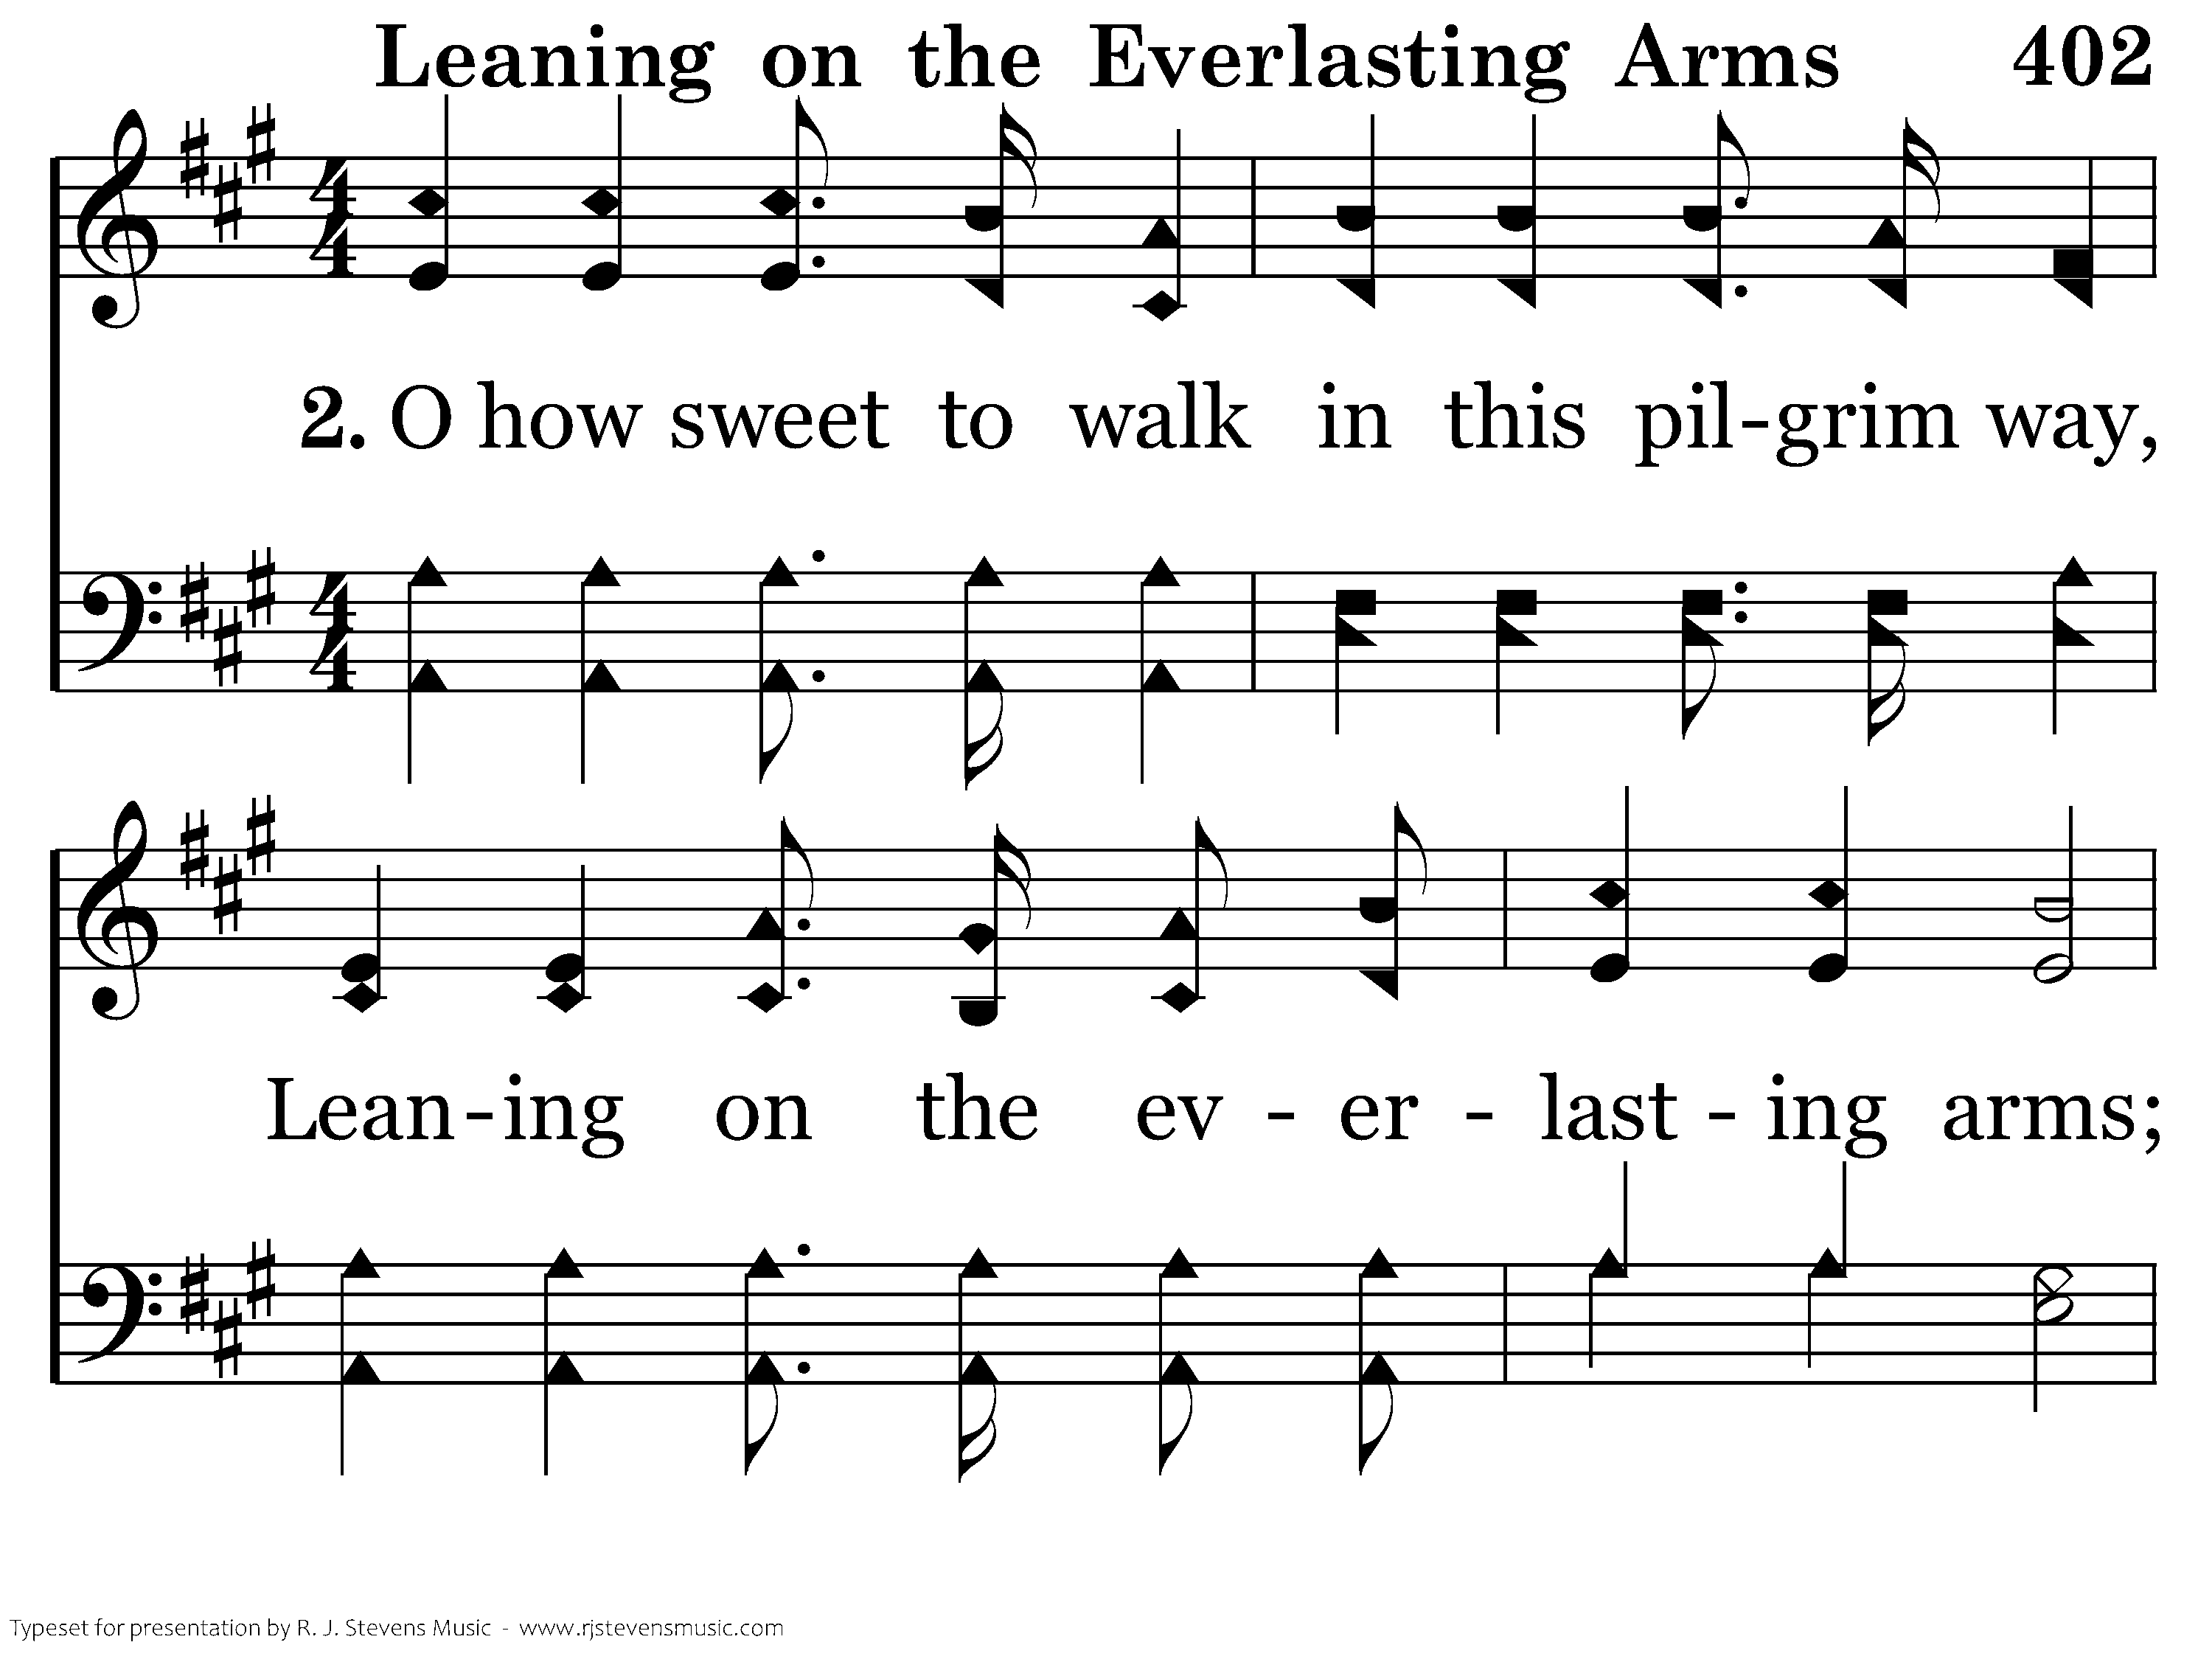 Leaning on the Everlasting Arms 402
2. O how sweet to walk in this pil-grim way,
Lean-ing on the ev - er - last - ing arms;
Typeset for presentation by R. J. Stevens Music - www.rjstevensmusic.com